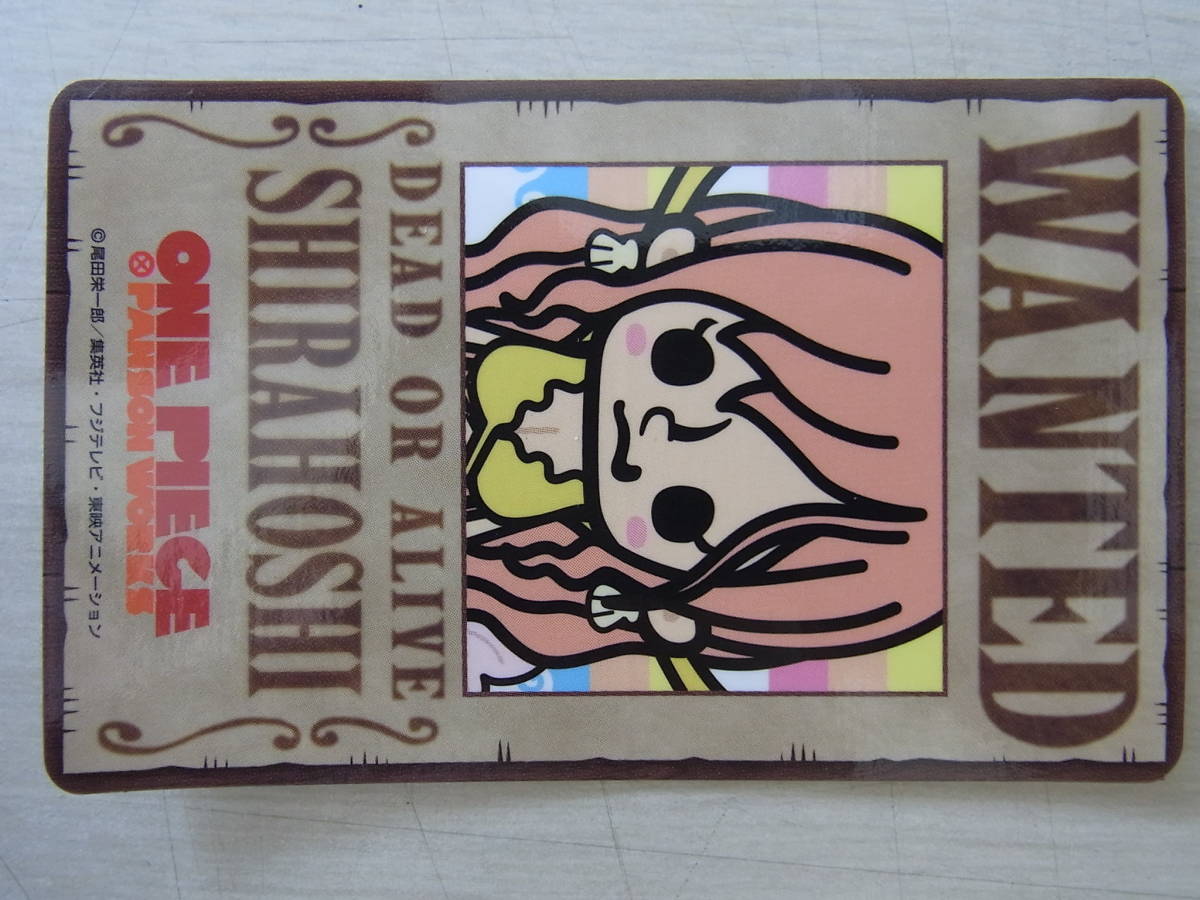 WANTED
DEAD OR ALIVE
SHIRAHOSHI
ONE PIECE
PANSON WORKS
©尾田栄一郎／集英社・フジテレビ・東映アニメーション